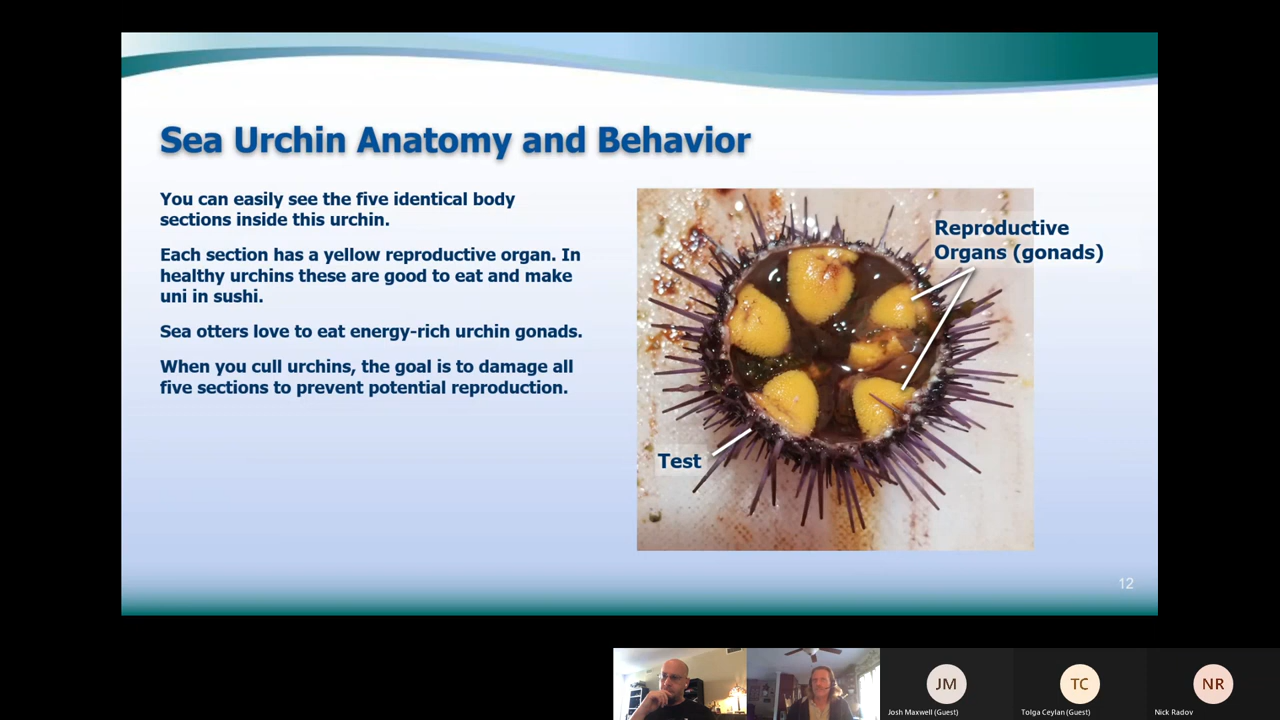 Sea Urchin Anatomy and Behavior
You can easily see the five identical body
sections inside this urchin.
Each section has a yellow reproductive organ. In
healthy urchins these are good to eat and make
uni in sushi.
Sea otters love to eat energy-rich urchin gonads.
When you cull urchins, the goal is to damage all
five sections to prevent potential reproduction.
Reproductive
Organs (gonads)
Test
12
JM
TC
NR
Josh Maxwell (Guest)
Tolga Ceylan (Guest)
Nick Radov